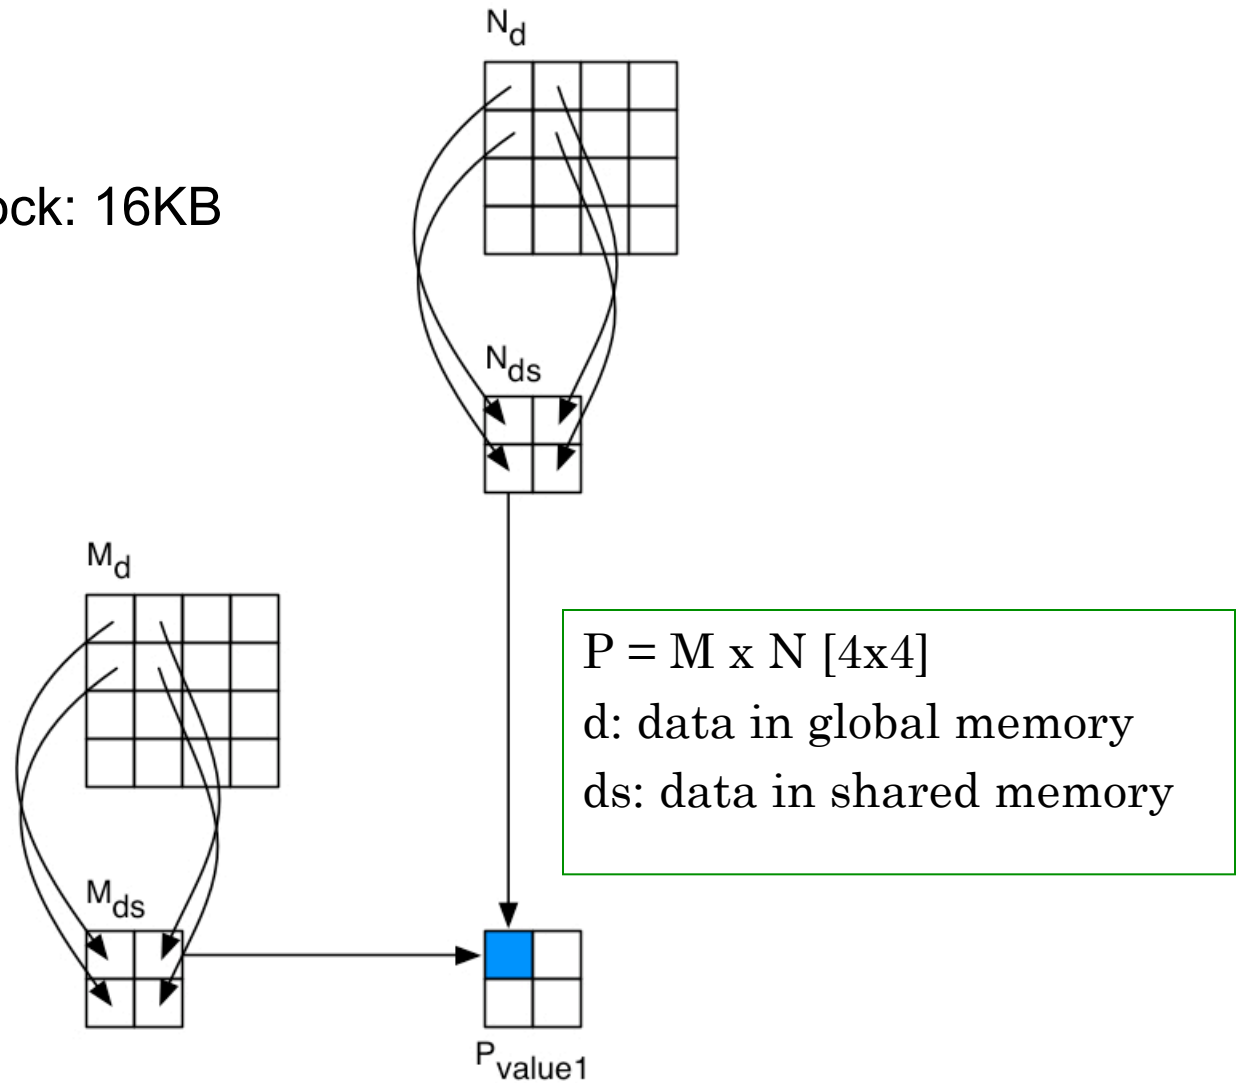 Nd
ock: 16KB
Nds
Md
P = M x N [4x4]
d: data in global memory
ds: data in shared memory
Mds
Pvalue1